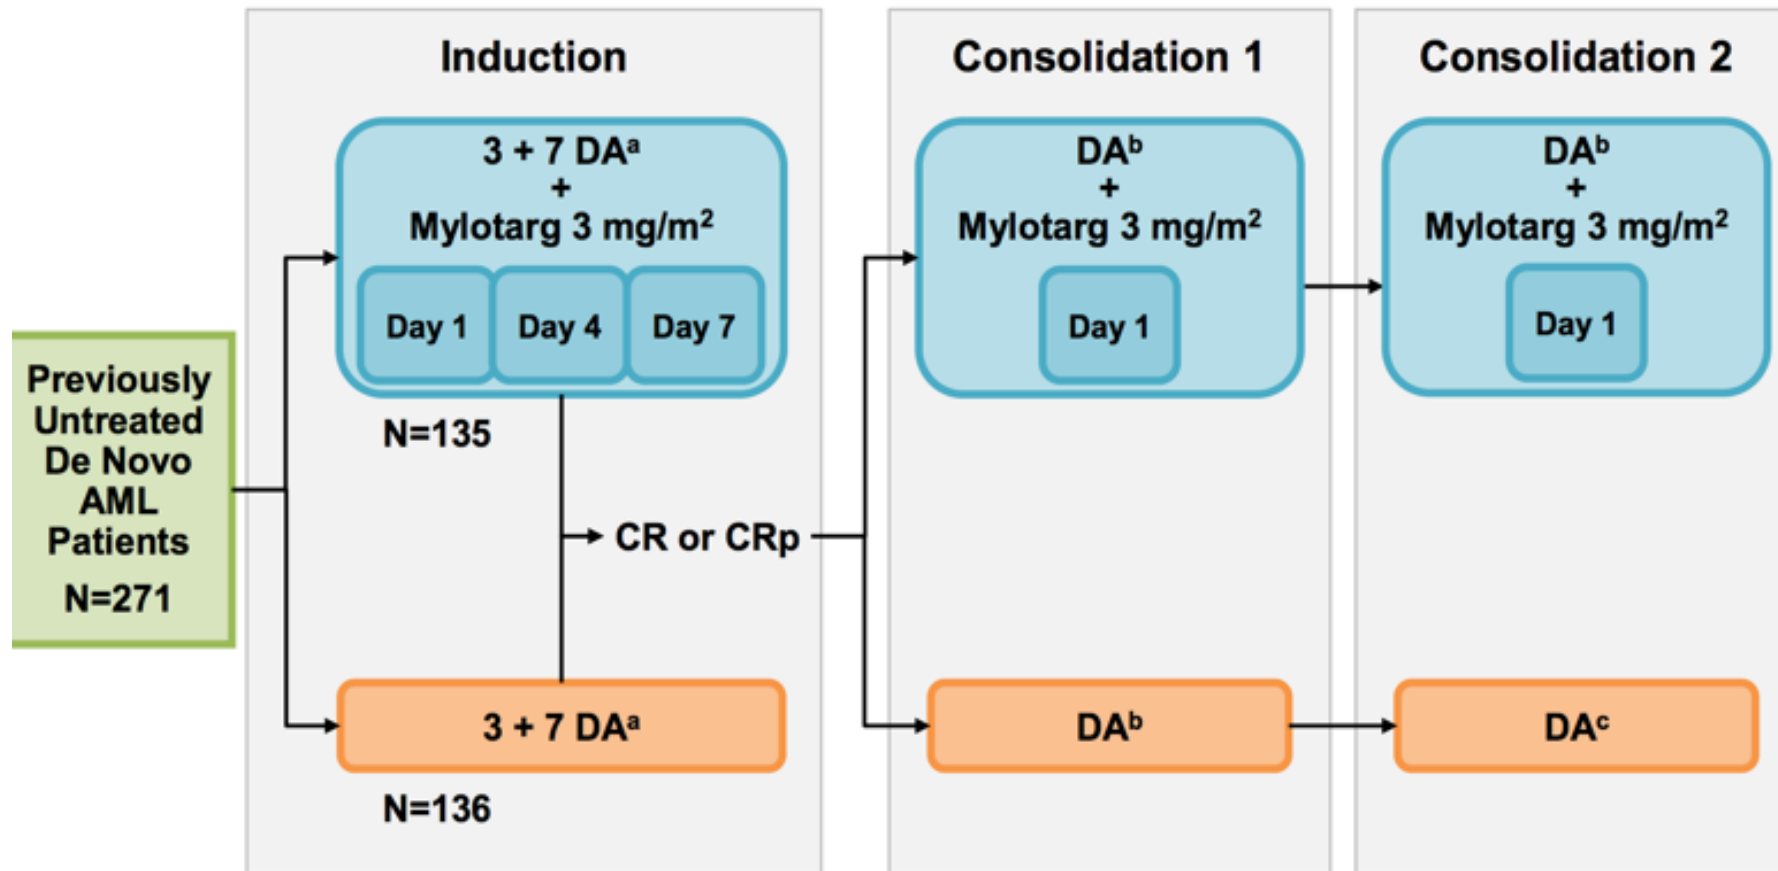 Induction
Consolidation 1
Consolidation 2
Previously
Untreated
De Novo
AML
Patients
N=271
3 + 7 DAᵃ
+
Mylotarg 3 mg/m²
Day 1
Day 4
Day 7
N=135
CR or CRp
3 + 7 DAᵃ
N=136
DAᵇ
+
Mylotarg 3 mg/m²
Day 1
DAᵇ
DAᵇ
+
Mylotarg 3 mg/m²
Day 1
DAᶜ